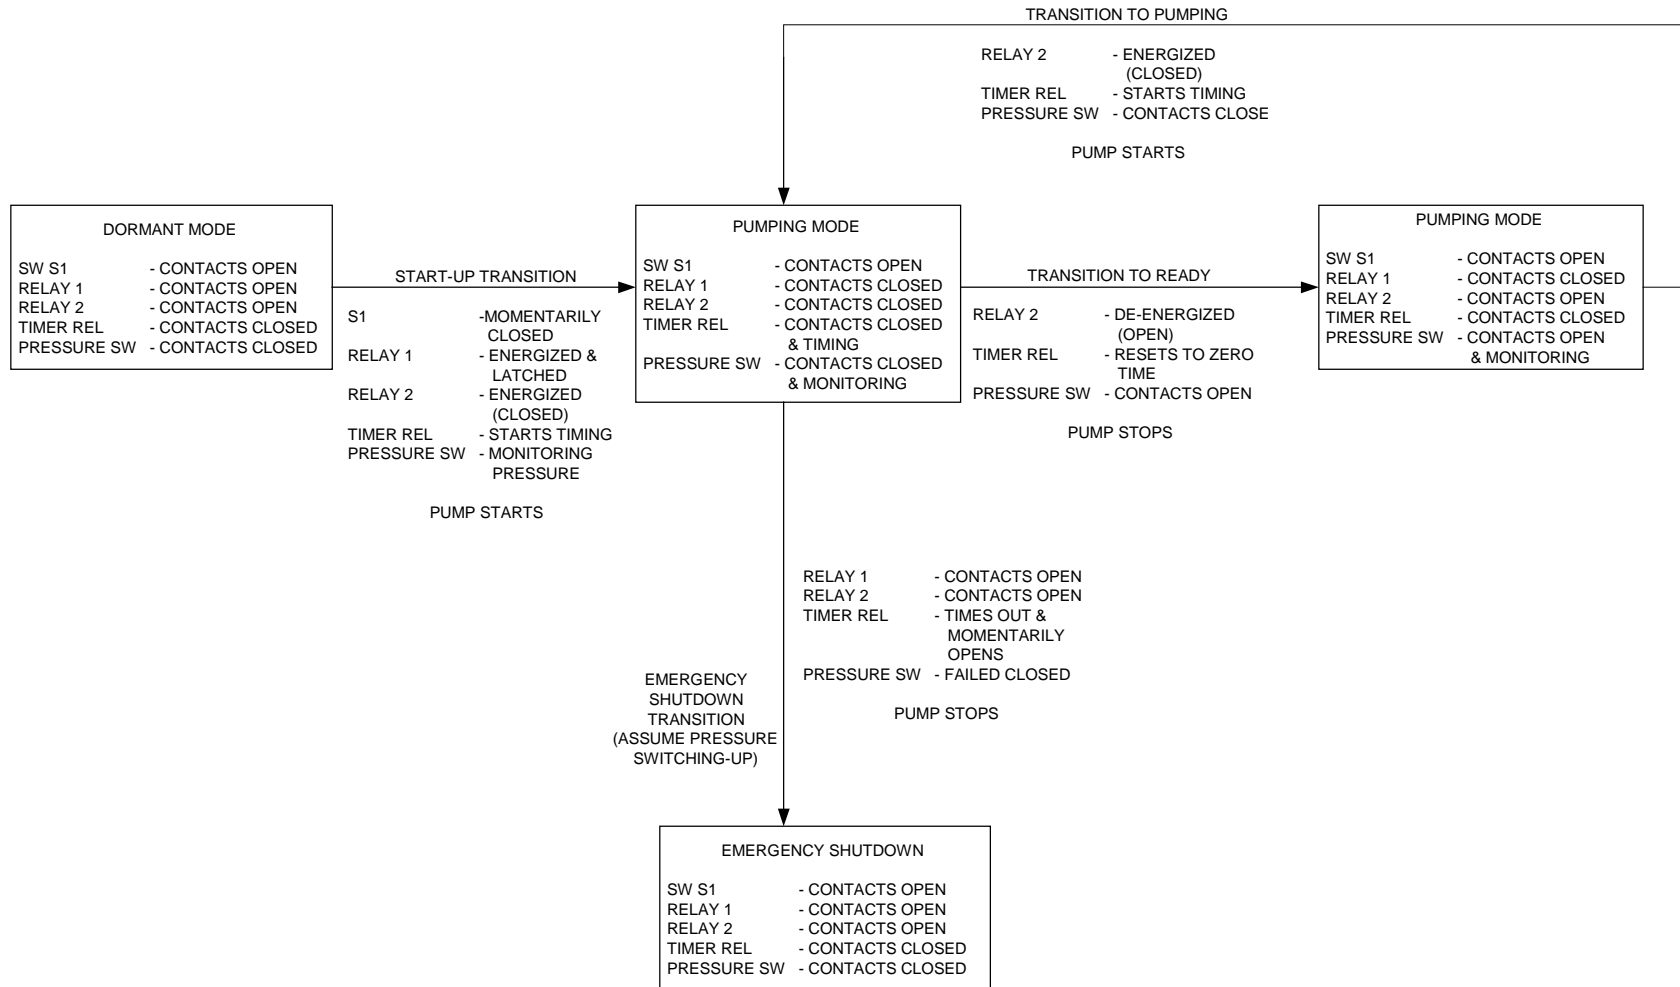 TRANSITION TO PUMPING
RELAY 2 - ENERGIZED
(CLOSED)
TIMER REL - STARTS TIMING
PRESSURE SW - CONTACTS CLOSE
PUMP STARTS
DORMANT MODE
SW S1 - CONTACTS OPEN
RELAY 1 - CONTACTS OPEN
RELAY 2 - CONTACTS OPEN
TIMER REL - CONTACTS CLOSED
PRESSURE SW - CONTACTS CLOSED
START-UP TRANSITION
S1 -MOMENTARILY
CLOSED
RELAY 1 - ENERGIZED &
LATCHED
RELAY 2 - ENERGIZED
(CLOSED)
TIMER REL - STARTS TIMING
PRESSURE SW - MONITORING
PRESSURE
PUMP STARTS
PUMPING MODE
SW S1 - CONTACTS OPEN
RELAY 1 - CONTACTS CLOSED
RELAY 2 - CONTACTS CLOSED
TIMER REL - CONTACTS CLOSED
& TIMING
PRESSURE SW - CONTACTS CLOSED
& MONITORING
TRANSITION TO READY
RELAY 2 - DE-ENERGIZED
(OPEN)
TIMER REL - RESETS TO ZERO
TIME
PRESSURE SW - CONTACTS OPEN
PUMP STOPS
PUMPING MODE
SW S1 - CONTACTS OPEN
RELAY 1 - CONTACTS CLOSED
RELAY 2 - CONTACTS OPEN
TIMER REL - CONTACTS CLOSED
PRESSURE SW - CONTACTS OPEN
& MONITORING
RELAY 1 - CONTACTS OPEN
RELAY 2 - CONTACTS OPEN
TIMER REL - TIMES OUT &
MOMENTARILY
OPENS
PRESSURE SW - FAILED CLOSED
PUMP STOPS
EMERGENCY
SHUTDOWN
TRANSITION
(ASSUME PRESSURE
SWITCHING-UP)
EMERGENCY SHUTDOWN
SW S1 - CONTACTS OPEN
RELAY 1 - CONTACTS OPEN
RELAY 2 - CONTACTS OPEN
TIMER REL - CONTACTS CLOSED
PRESSURE SW - CONTACTS CLOSED